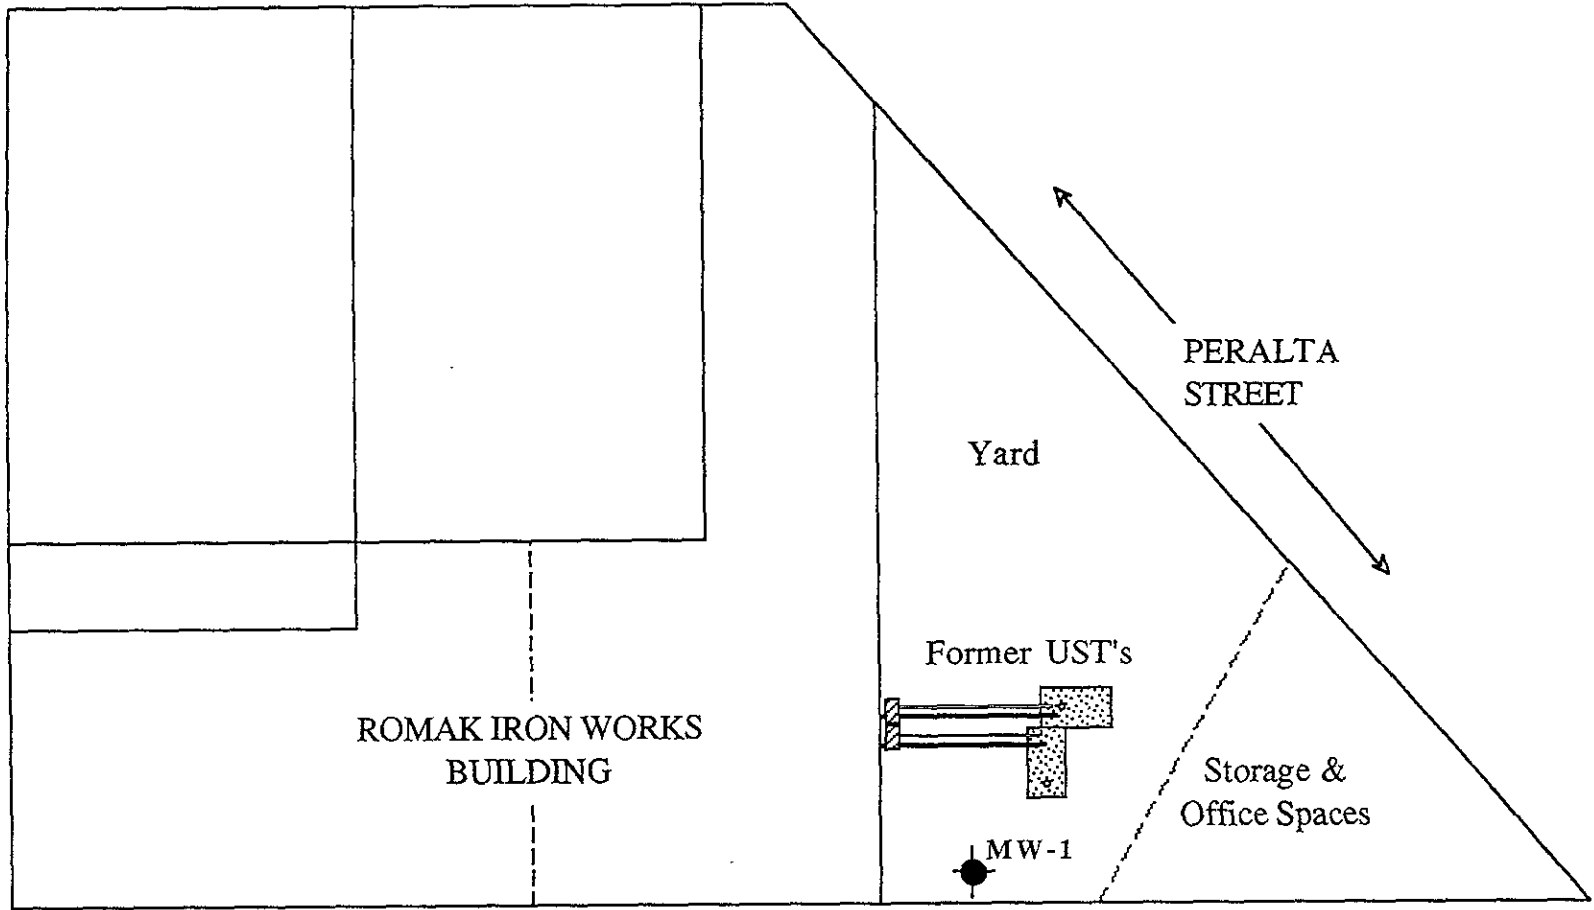 PERALTA
STREET
Yard
Former UST's
ROMAK IRON WORKS
BUILDING
Storage &
Office Spaces
MW-1